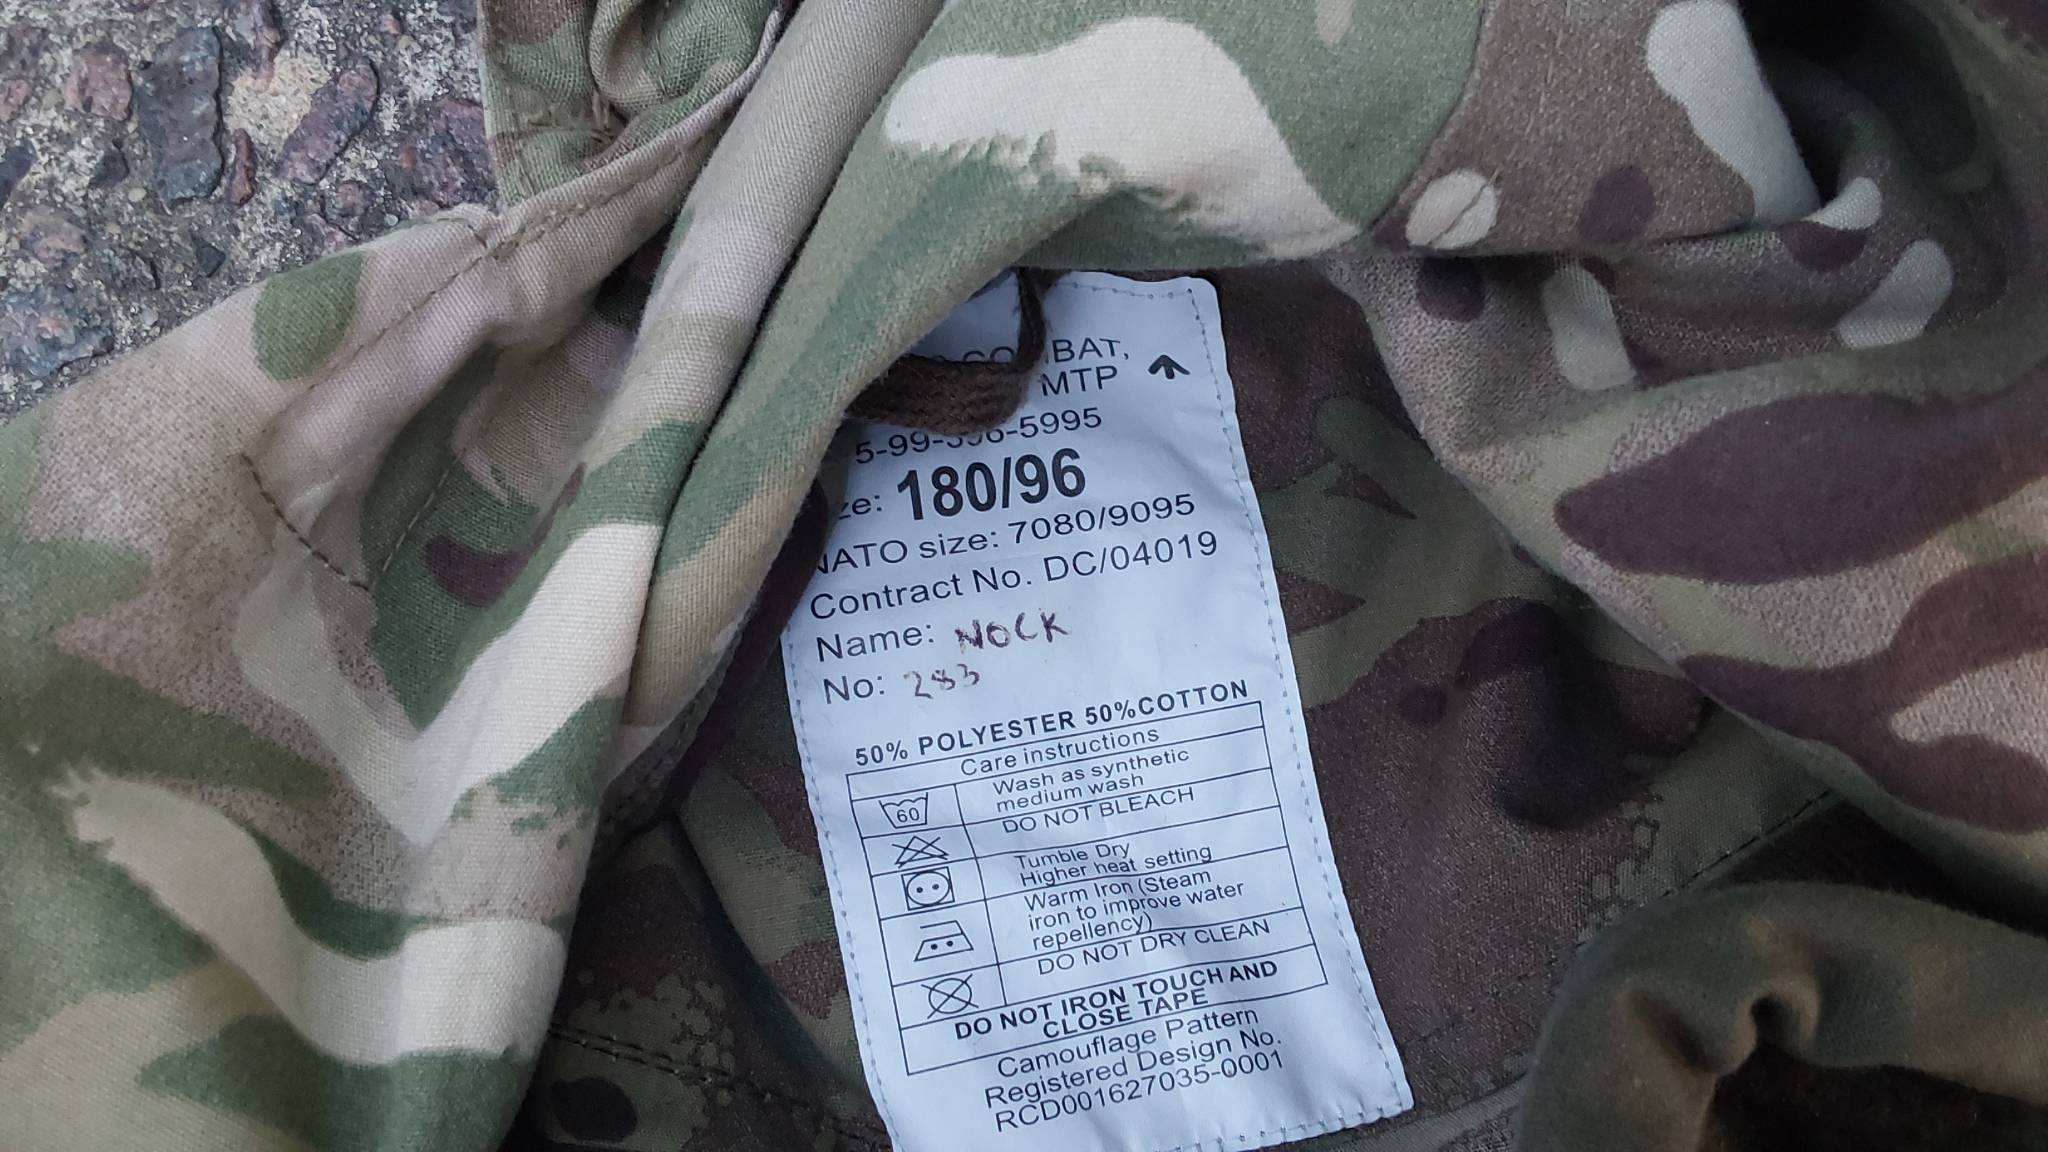 COMBAT,
MTP
5-99-396-5995
ze: 180/96
NATO size: 7080/9095
Contract No. DC/04019
Name: NOCK
No: 283
50% POLYESTER 50%COTTON
Care instructions
60
Wash as synthetic
medium wash
DO NOT BLEACH
Tumble Dry
Higher heat setting
Warm Iron (Steam
iron to improve water
repellency)
DO NOT DRY CLEAN
DO NOT IRON TOUCH AND
CLOSE TAPE
Camouflage Pattern
Registered Design No.
RCD001627035-0001